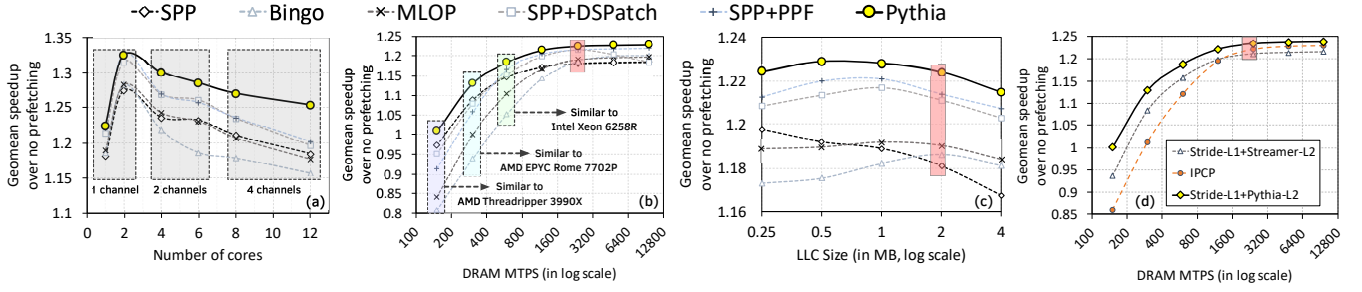 SPP Bingo MLOP SPP+DSPatch SPP+PPF Pythia
Geomean speedup
over no prefetching
1.35
1.3
1.25
1.2
1.15
1.1
1 channel
2 channels
4 channels
(a)
0 2 4 6 8 10 12
Number of cores
Geomean speedup
over no prefetching
1.25
1.2
1.15
1.1
1.05
1
0.95
0.9
0.85
0.8
Similar to
Intel Xeon 6258R
Similar to
AMD EPYC Rome 7702P
Similar to
AMD Threadripper 3990X
(b)
100 200 400 800 1600 3200 6400 12800
DRAM MTPS (in log scale)
Geomean speedup
over no prefetching
1.24
1.22
1.2
1.18
1.16
(c)
0.25 0.5 1 2 4
LLC Size (in MB, log scale)
Geomean speedup
over no prefetching
1.25
1.2
1.15
1.1
1.05
1
0.95
0.9
0.85
Stride-L1+Streamer-L2
IPCP
Stride-L1+Pythia-L2
(d)
100 200 400 800 1600 3200 6400 12800
DRAM MTPS (in log scale)